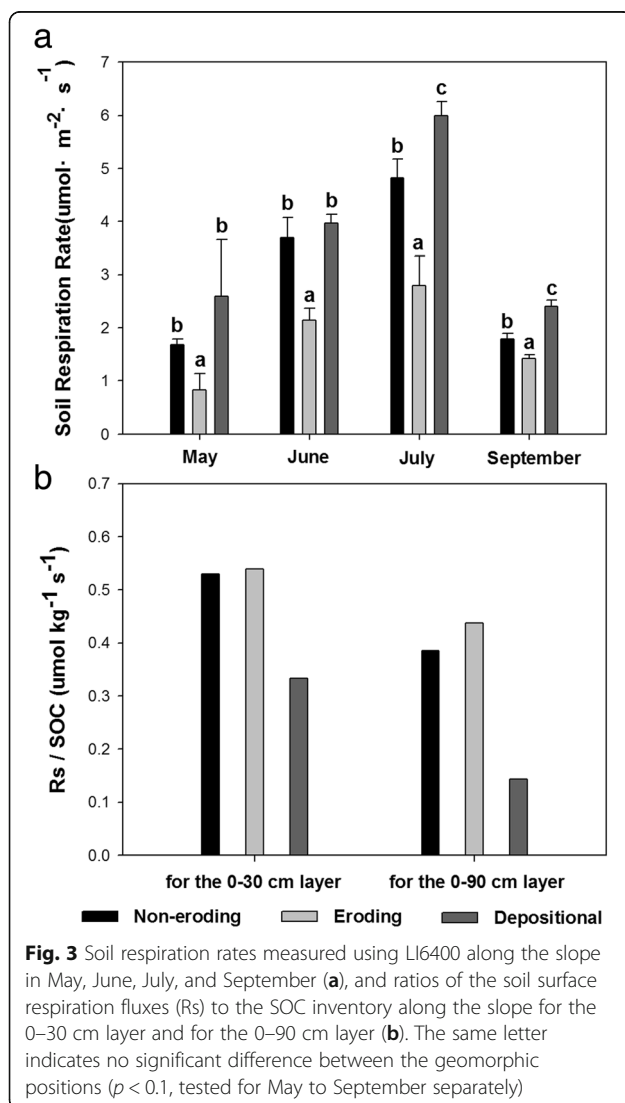 a
Soil Respiration Rate(umol· m-2· s-1)
7
6
5
4
3
2
1
0
b a b
b a b
b a c
b a c
May June July September
b
Rs / SOC (umol kg-1 s-1)
0.7
0.6
0.5
0.4
0.3
0.2
0.1
0.0
for the 0-30 cm layer for the 0-90 cm layer
Non-eroding Eroding Depositional
Fig. 3 Soil respiration rates measured using LI6400 along the slope
in May, June, July, and September (a), and ratios of the soil surface
respiration fluxes (Rs) to the SOC inventory along the slope for the
0–30 cm layer and for the 0–90 cm layer (b). The same letter
indicates no significant difference between the geomorphic
positions (p < 0.1, tested for May to September separately)